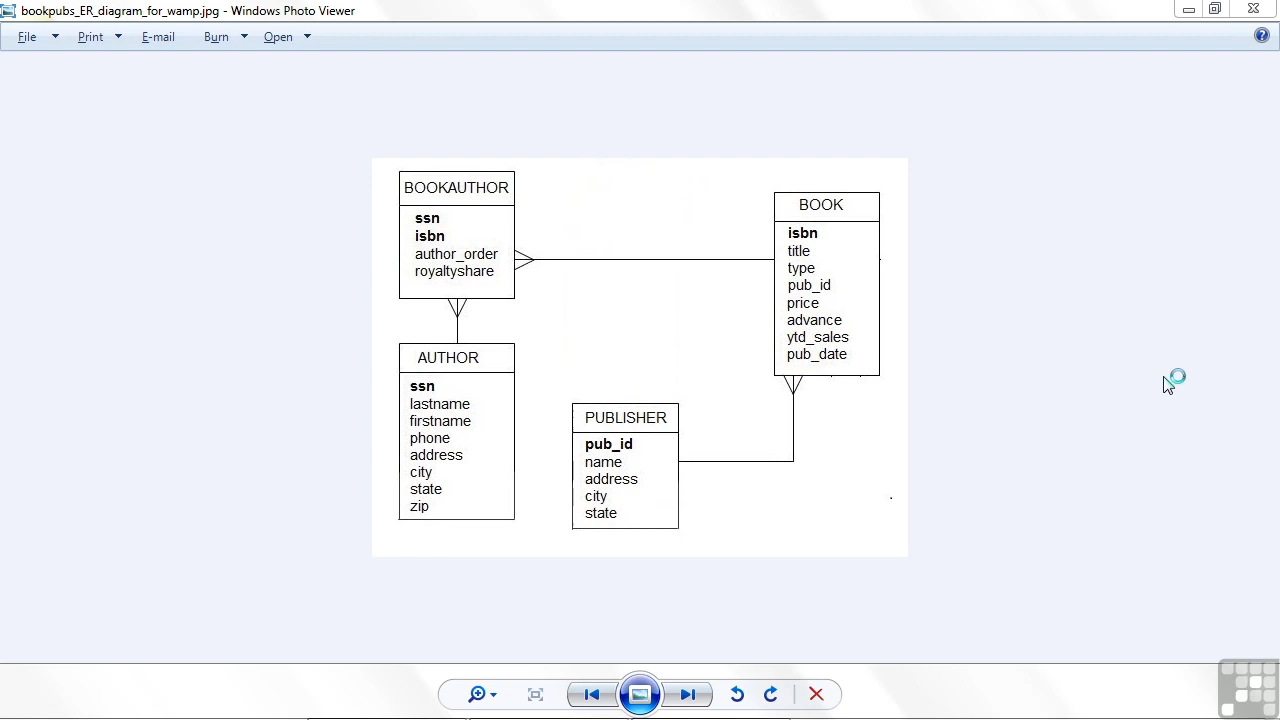 bookpubs_ER_diagram_for_wamp.jpg - Windows Photo Viewer
File Print E-mail Burn Open
?
BOOKAUTHOR
ssn
isbn
author_order
royaltyshare
BOOK
isbn
title
type
pub_id
price
advance
ytd_sales
pub_date
AUTHOR
ssn
lastname
firstname
phone
address
city
state
zip
PUBLISHER
pub_id
name
address
city
state